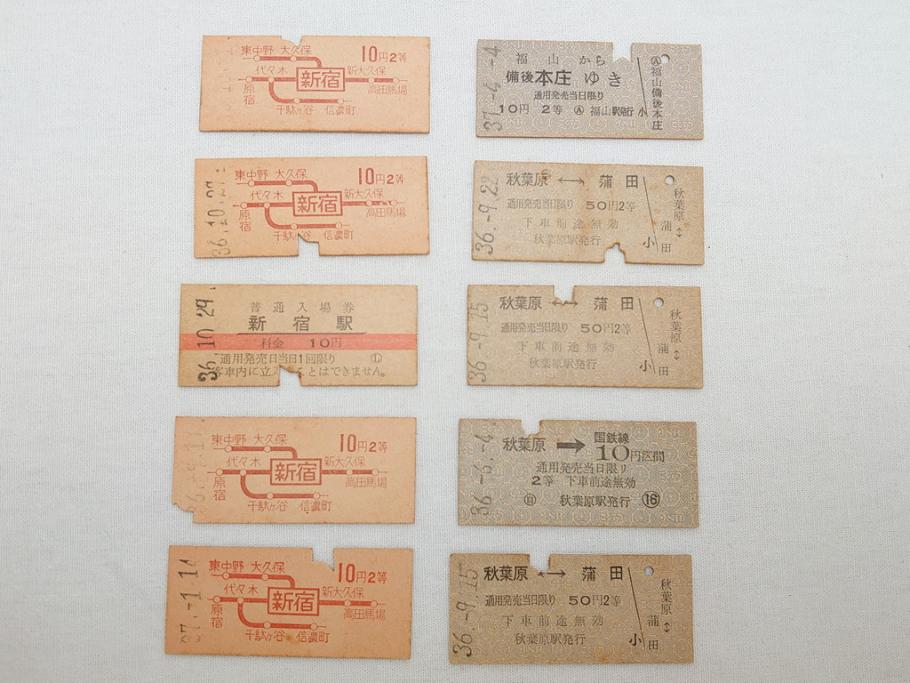 東中野 大久保 10円2等
代々木 新宿 新大久保
原宿 高田馬場
千駄ヶ谷 信濃町
36.10.22
東中野 大久保 10円2等
代々木 新宿 新大久保
原宿 高田馬場
千駄ヶ谷 信濃町
36.10.29
普通入場券
新宿駅
料金 10円
通用発売日当日1回限り ①
客車内に立 ことはできません。
東中野 大久保 10円2等
代々木 新宿 新大久保
原宿 高田馬場
千駄ヶ谷 信濃町
東中野 大久保 10円2等
代々木 新宿 新大久保
原宿 高田馬場
千駄ヶ谷 信濃町
福山から
備後本庄ゆき
通用発売当日限り
10円 2等 Ⓐ 福山駅発行 小
Ⓐ福山備後本庄
36.-9.22
秋葉原 ↔ 蒲田
通用発売当日限り 50円2等
下車前途無効
秋葉原駅発行 小
秋葉原↔蒲田
36.-9.15
秋葉原 ↔ 蒲田
通用発売当日限り 50円2等
下車前途無効
秋葉原駅発行 小
秋葉原↔蒲田
36.-6.-4
秋葉原 → 国鉄線
10円区間
通用発売当日限り
2等 下車前途無効
秋葉原駅発行 ⑯
36.-9.15
秋葉原 ↔ 蒲田
通用発売当日限り 50円2等
下車前途無効
秋葉原駅発行 小
秋葉原↔蒲田